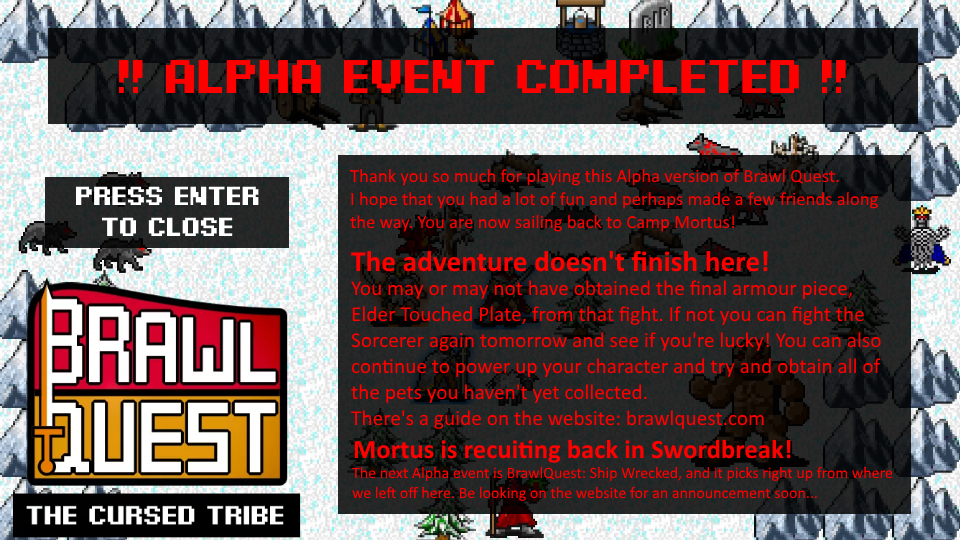 !! ALPHA EVENT COMPLETED !!
RIP
PRESS ENTER
TO CLOSE
Thank you so much for playing this Alpha version of Brawl Quest.
I hope that you had a lot of fun and perhaps made a few friends along
the way. You are now sailing back to Camp Mortus!
The adventure doesn't finish here!
You may or may not have obtained the final armour piece,
Elder Touched Plate, from that fight. If not you can fight the
Sorcerer again tomorrow and see if you're lucky! You can also
continue to power up your character and try and obtain all of
the pets you haven't yet collected.
There's a guide on the website: brawlquest.com
Mortus is recuiting back in Swordbreak!
The next Alpha event is BrawlQuest: Ship Wrecked, and it picks right up from where
we left off here. Be looking on the website for an announcement soon...
BRAWL
QUEST
THE CURSED TRIBE